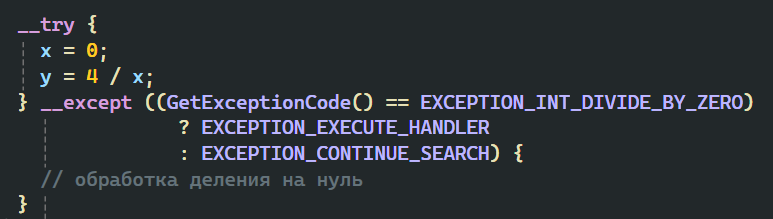 __try {
x = 0;
y = 4 / x;
} __except ((GetExceptionCode() == EXCEPTION_INT_DIVIDE_BY_ZERO)
? EXCEPTION_EXECUTE_HANDLER
: EXCEPTION_CONTINUE_SEARCH) {
// обработка деления на нуль
}